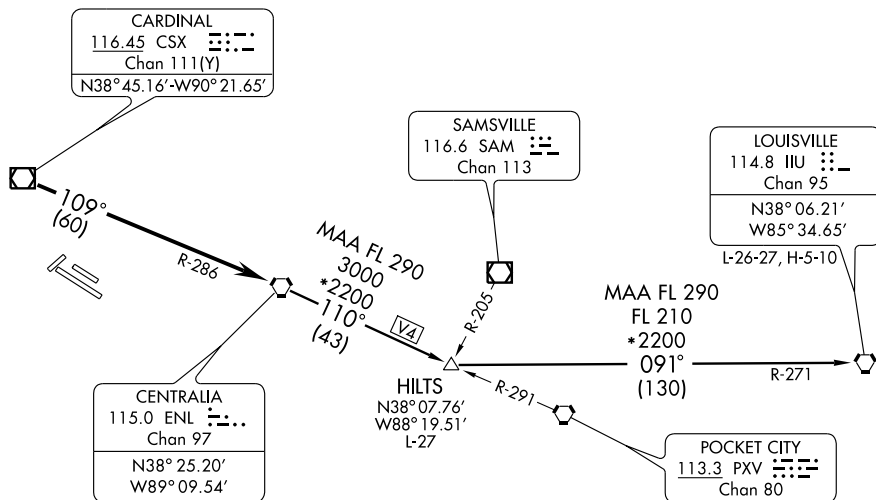 CARDINAL
116.45 CSX
Chan 111(Y)
N38° 45.16’-W90° 21.65’
109°
(60)
R-286
CENTRALIA
115.0 ENL
Chan 97
N38° 25.20’
W89° 09.54’
MAA FL 290
3000
*2200
110°
(43)
V4
SAMSVILLE
116.6 SAM
Chan 113
R-205
HILTS
N38° 07.76’
W88° 19.51’
L-27
R-291
POCKET CITY
113.3 PXV
Chan 80
MAA FL 290
FL 210
*2200
091°
(130)
R-271
LOUISVILLE
114.8 IIU
Chan 95
N38° 06.21’
W85° 34.65’
L-26-27, H-5-10